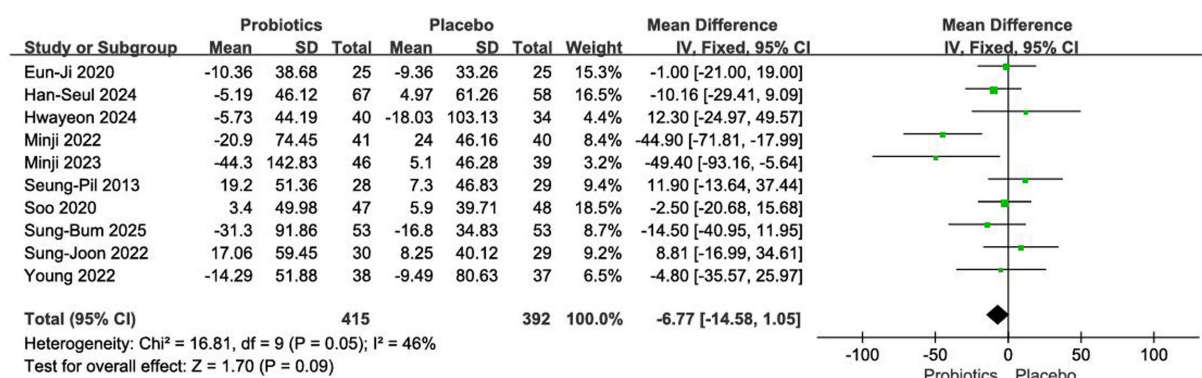 Probiotics Placebo Mean Difference Mean Difference
Study or Subgroup Mean SD Total Mean SD Total Weight IV, Fixed, 95% CI IV, Fixed, 95% CI
Eun-Ji 2020 -10.36 38.68 25 -9.36 33.26 25 15.3% -1.00 [-21.00, 19.00]
Han-Seul 2024 -5.19 46.12 67 4.97 61.26 58 16.5% -10.16 [-29.41, 9.09]
Hwayeon 2024 -5.73 44.19 40 -18.03 103.13 34 4.4% 12.30 [-24.97, 49.57]
Minji 2022 -20.9 74.45 41 24 46.16 40 8.4% -44.90 [-71.81, -17.99]
Minji 2023 -44.3 142.83 46 5.1 46.28 39 3.2% -49.40 [-93.16, -5.64]
Seung-Pil 2013 19.2 51.36 28 7.3 46.83 29 9.4% 11.90 [-13.64, 37.44]
Soo 2020 3.4 49.98 47 5.9 39.71 48 18.5% -2.50 [-20.68, 15.68]
Sung-Bum 2025 -31.3 91.86 53 -16.8 34.83 53 8.7% -14.50 [-40.95, 11.95]
Sung-Joon 2022 17.06 59.45 30 8.25 40.12 29 9.2% 8.81 [-16.99, 34.61]
Young 2022 -14.29 51.88 38 -9.49 80.63 37 6.5% -4.80 [-35.57, 25.97]
Total (95% CI) 415 392 100.0% -6.77 [-14.58, 1.05]
Heterogeneity: Chi² = 16.81, df = 9 (P = 0.05); I² = 46%
Test for overall effect: Z = 1.70 (P = 0.09)
-100 -50 0 50 100
Probiotics Placebo